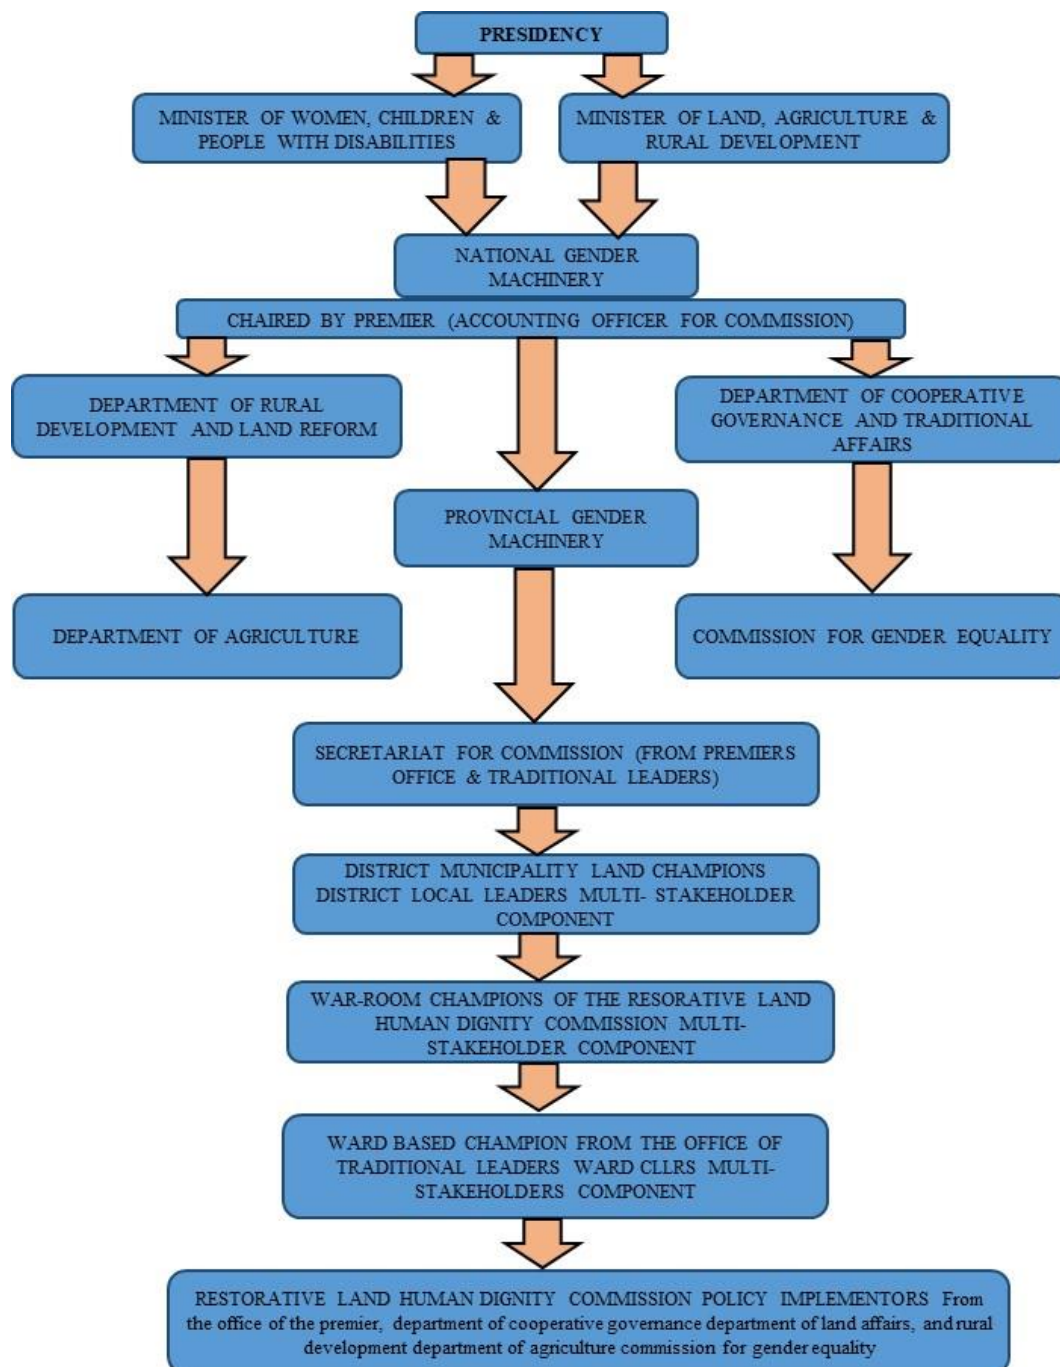 PRESIDENCY
MINISTER OF WOMEN, CHILDREN &
PEOPLE WITH DISABILITIES
MINISTER OF LAND, AGRICULTURE &
RURAL DEVELOPMENT
NATIONAL GENDER
MACHINERY
CHAIRED BY PREMIER (ACCOUNTING OFFICER FOR COMMISSION)
DEPARTMENT OF RURAL
DEVELOPMENT AND LAND REFORM
DEPARTMENT OF COOPERATIVE
GOVERNANCE AND TRADITIONAL
AFFAIRS
PROVINCIAL GENDER
MACHINERY
DEPARTMENT OF AGRICULTURE
COMMISSION FOR GENDER EQUALITY
SECRETARIAT FOR COMMISSION (FROM PREMIERS
OFFICE & TRADITIONAL LEADERS)
DISTRICT MUNICIPALITY LAND CHAMPIONS
DISTRICT LOCAL LEADERS MULTI- STAKEHOLDER
COMPONENT
WAR-ROOM CHAMPIONS OF THE RESORATIVE LAND
HUMAN DIGNITY COMMISSION MULTI-
STAKEHOLDER COMPONENT
WARD BASED CHAMPION FROM THE OFFICE OF
TRADITIONAL LEADERS WARD CLLRS MULTI-
STAKEHOLDERS COMPONENT
RESTORATIVE LAND HUMAN DIGNITY COMMISSION POLICY IMPLEMENTORS From
the office of the premier, department of cooperative governance department of land affairs, and rural
development department of agriculture commission for gender equality